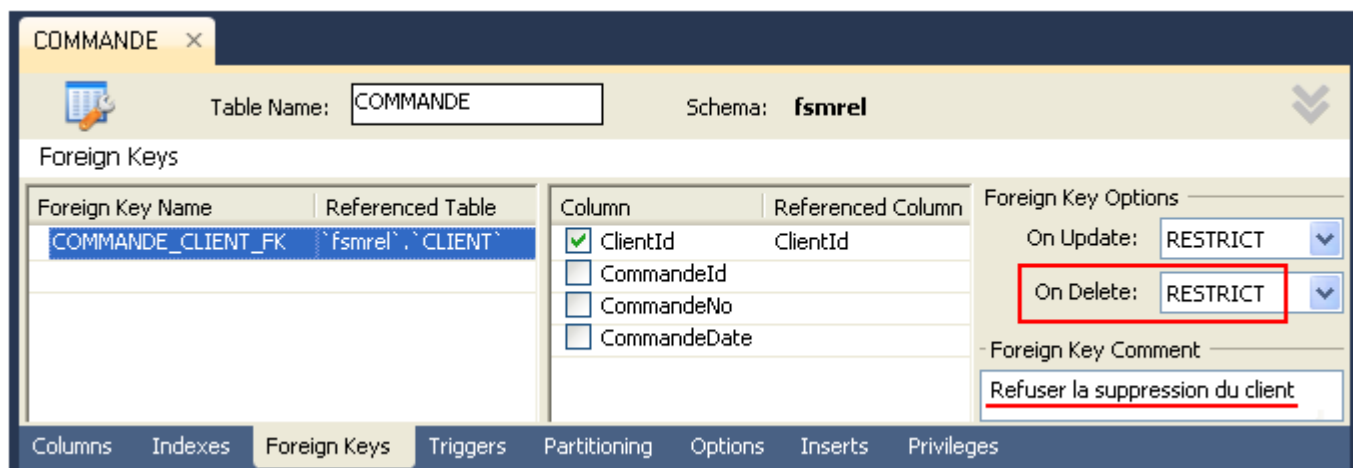 COMMANDE ×
Table Name: COMMANDE Schema: fsmrel
Foreign Keys
Foreign Key Name Referenced Table Column Referenced Column Foreign Key Options
COMMANDE_CLIENT_FK `fsmrel`.`CLIENT` ClientId ClientId On Update: RESTRICT
CommandeId
CommandeNo On Delete: RESTRICT
CommandeDate
Foreign Key Comment
Refuser la suppression du client
Columns Indexes Foreign Keys Triggers Partitioning Options Inserts Privileges